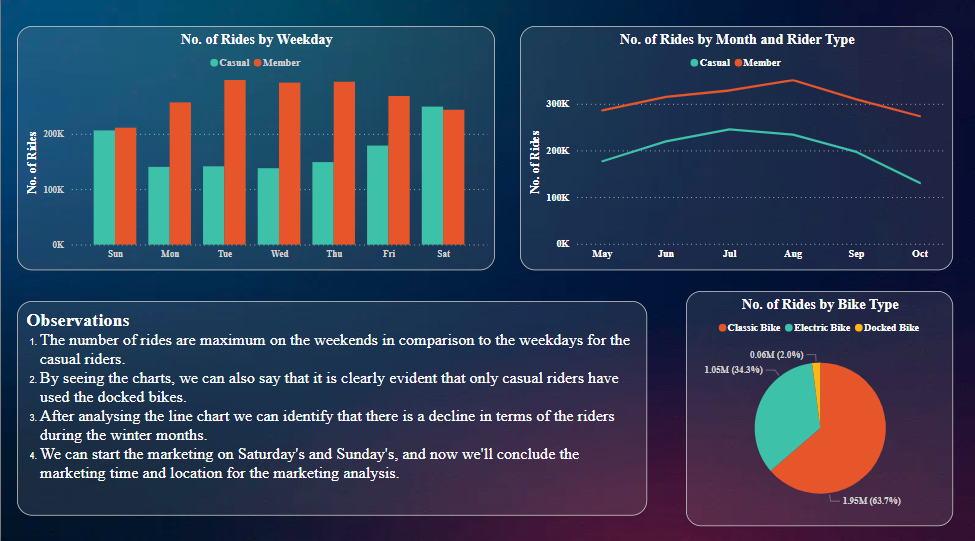 No. of Rides by Weekday
Casual Member
No. of Rides
200K
100K
0K
Sun Mon Tue Wed Thu Fri Sat
No. of Rides by Month and Rider Type
Casual Member
No. of Rides
300K
200K
100K
0K
May Jun Jul Aug Sep Oct
Observations
1. The number of rides are maximum on the weekends in comparison to the weekdays for the
casual riders.
2. By seeing the charts, we can also say that it is clearly evident that only casual riders have
used the docked bikes.
3. After analysing the line chart we can identify that there is a decline in terms of the riders
during the winter months.
4. We can start the marketing on Saturday's and Sunday's, and now we'll conclude the
marketing time and location for the marketing analysis.
No. of Rides by Bike Type
Classic Bike Electric Bike Docked Bike
0.06M (2.0%)
1.05M (34.3%)
1.95M (63.7%)